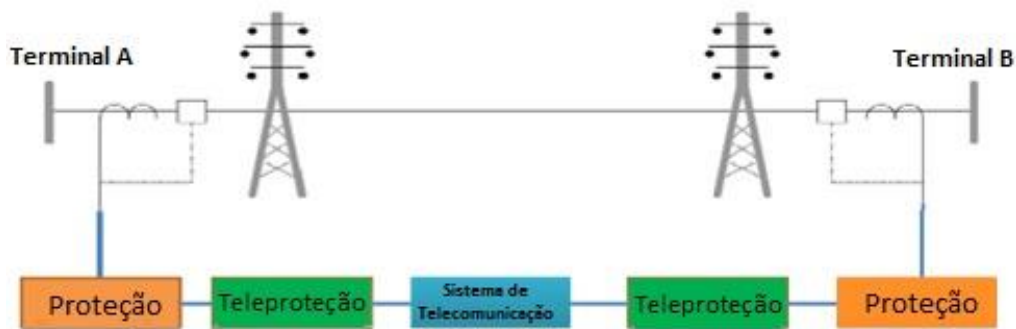 Terminal A
Terminal B
Proteção
Teleproteção
Sistema de
Telecomunicação
Teleproteção
Proteção